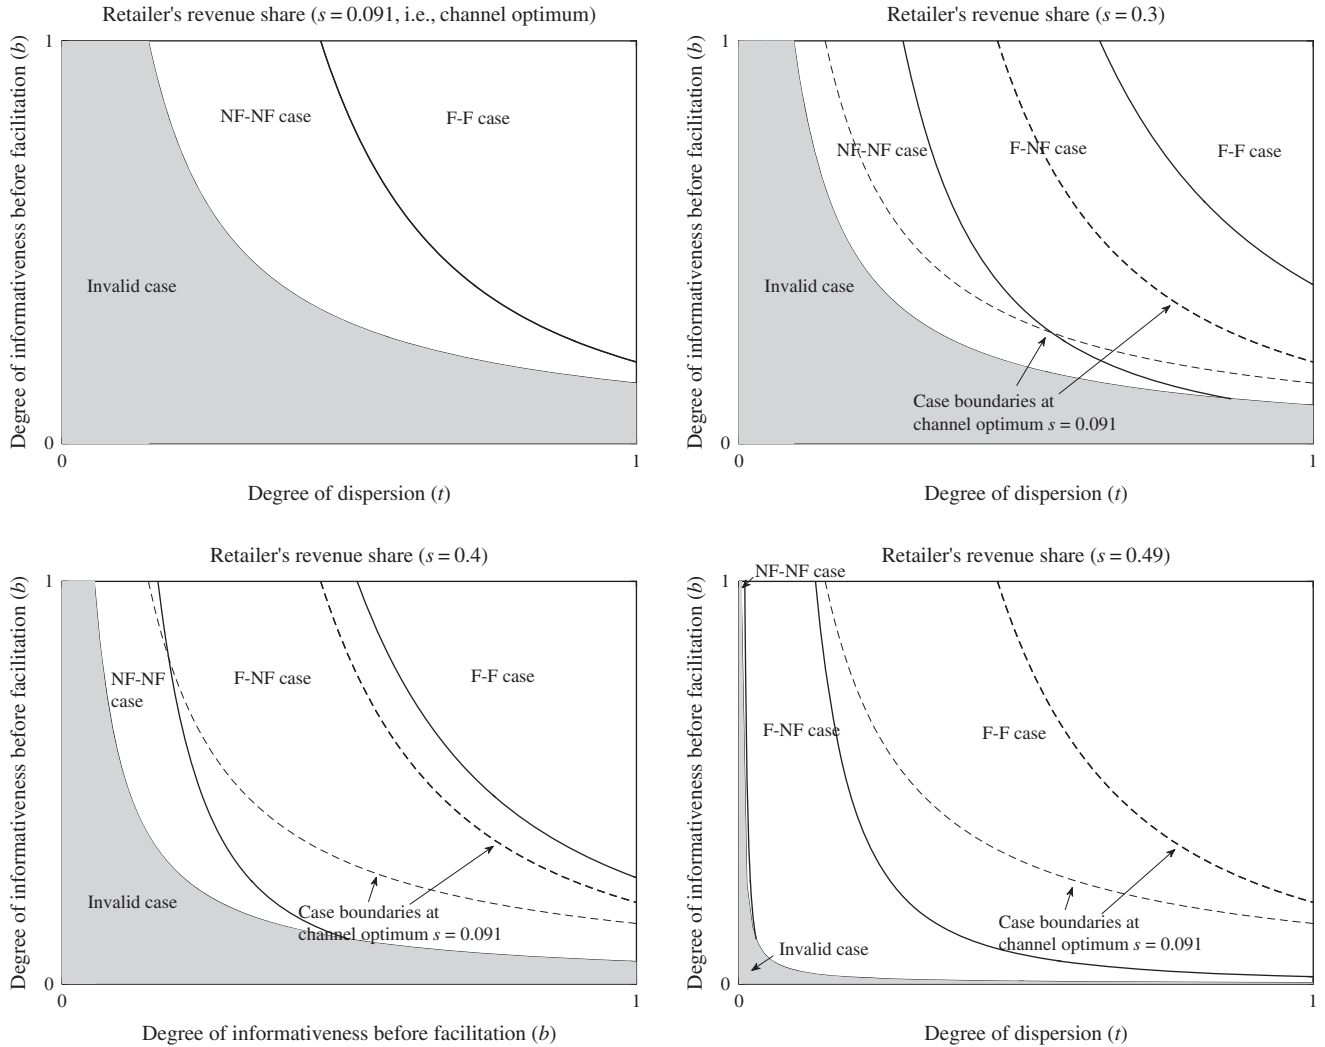 Retailer's revenue share (s = 0.091, i.e., channel optimum)
Degree of informativeness before facilitation (b)
1
NF-NF case
F-F case
Invalid case
0
0
1
Degree of dispersion (t)
Retailer's revenue share (s = 0.3)
Degree of informativeness before facilitation (b)
1
NF-NF case
F-NF case
F-F case
Invalid case
Case boundaries at
channel optimum s = 0.091
0
0
1
Degree of dispersion (t)
Retailer's revenue share (s = 0.4)
Degree of informativeness before facilitation (b)
1
NF-NF
case
F-NF case
F-F case
Invalid case
Case boundaries at
channel optimum s = 0.091
0
0
1
Degree of informativeness before facilitation (b)
Retailer's revenue share (s = 0.49)
Degree of informativeness before facilitation (b)
1
NF-NF case
F-NF case
F-F case
Case boundaries at
channel optimum s = 0.091
Invalid case
0
0
1
Degree of dispersion (t)